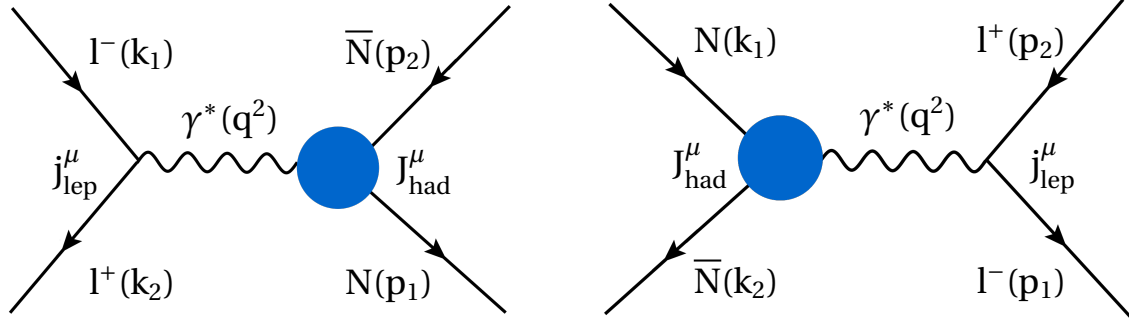 l⁻(k₁)
N̅(p₂)
γ*(q²)
j^μ_lep
J^μ_had
l⁺(k₂)
N(p₁)
N(k₁)
l⁺(p₂)
γ*(q²)
J^μ_had
j^μ_lep
N̅(k₂)
l⁻(p₁)